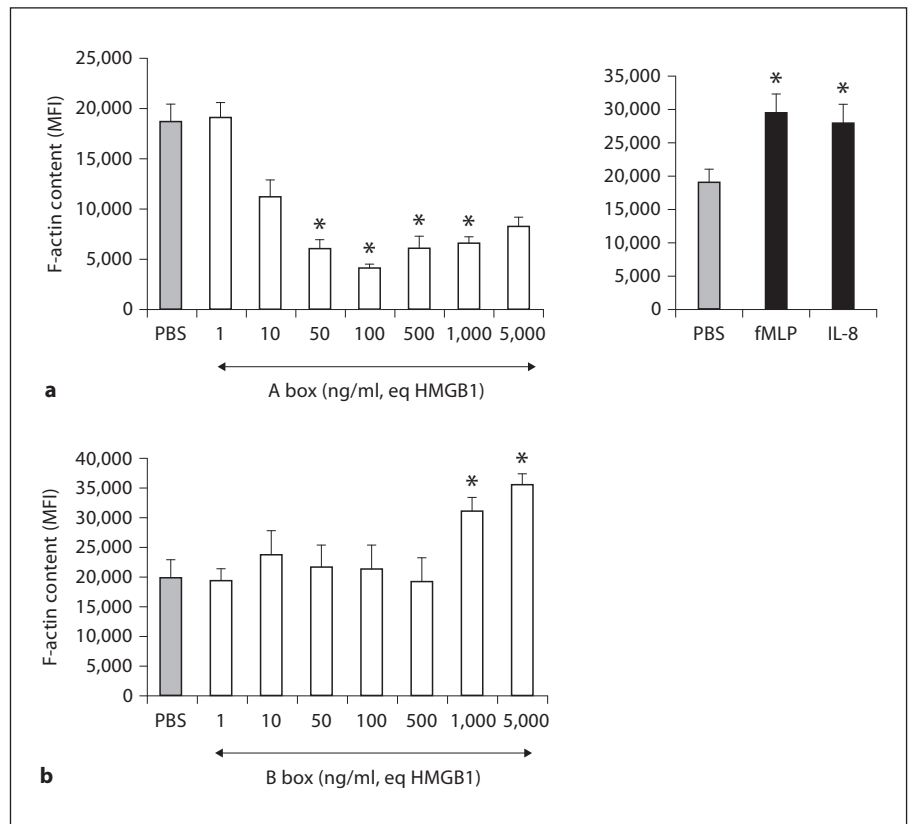 25,000
20,000
15,000
10,000
5,000
0
F-actin content (MFI)
* * * *
PBS 1 10 50 100 500 1,000 5,000
A box (ng/ml, eq HMGB1)
35,000
30,000
25,000
20,000
15,000
10,000
5,000
0
* *
PBS fMLP IL-8
a
40,000
35,000
30,000
25,000
20,000
15,000
10,000
5,000
0
F-actin content (MFI)
* *
PBS 1 10 50 100 500 1,000 5,000
B box (ng/ml, eq HMGB1)
b